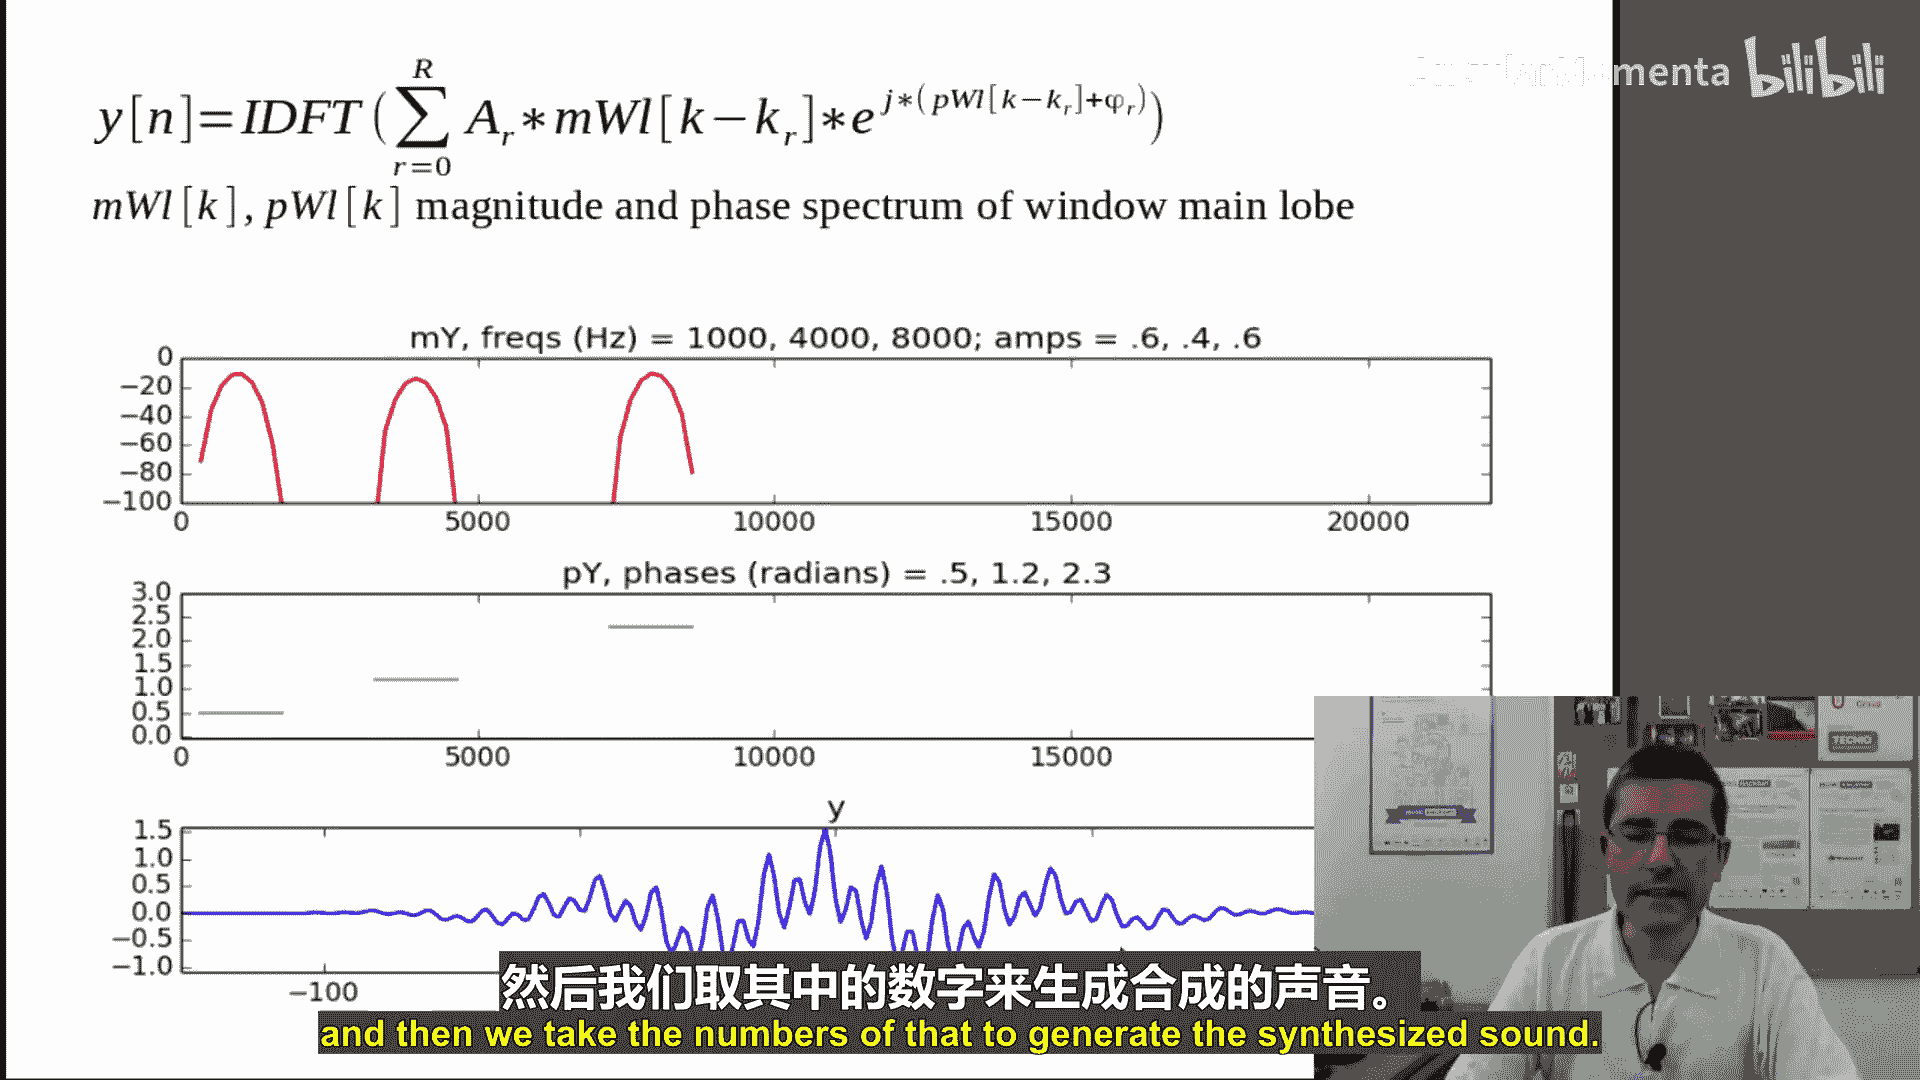 menta bilibili
y[n]=IDFT(∑_{r=0}^{R} A_r*mWl[k−k_r]*e^{j*(pWl[k−k_r]+φ_r)})
mWl[k], pWl[k] magnitude and phase spectrum of window main lobe
mY, freqs (Hz) = 1000, 4000, 8000; amps = .6, .4, .6
0
−20
−40
−60
−80
−100
0 5000 10000 15000 20000
pY, phases (radians) = .5, 1.2, 2.3
3.0
2.5
2.0
1.5
1.0
0.5
0.0
0 5000 10000 15000
y
1.5
1.0
0.5
0.0
−0.5
−1.0
−100
TECNIO
然后我们取其中的数字来生成合成的声音。
and then we take the numbers of that to generate the synthesized sound.